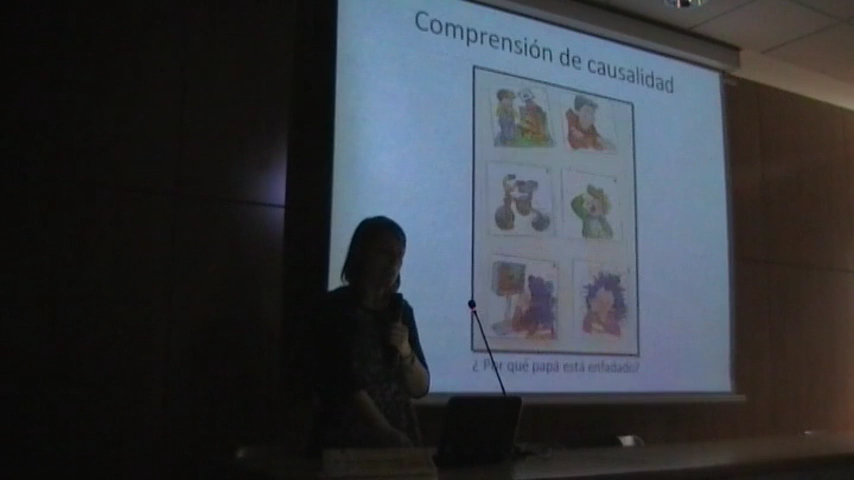 Comprensión de causalidad
¿ Por qué papá está enfadado?